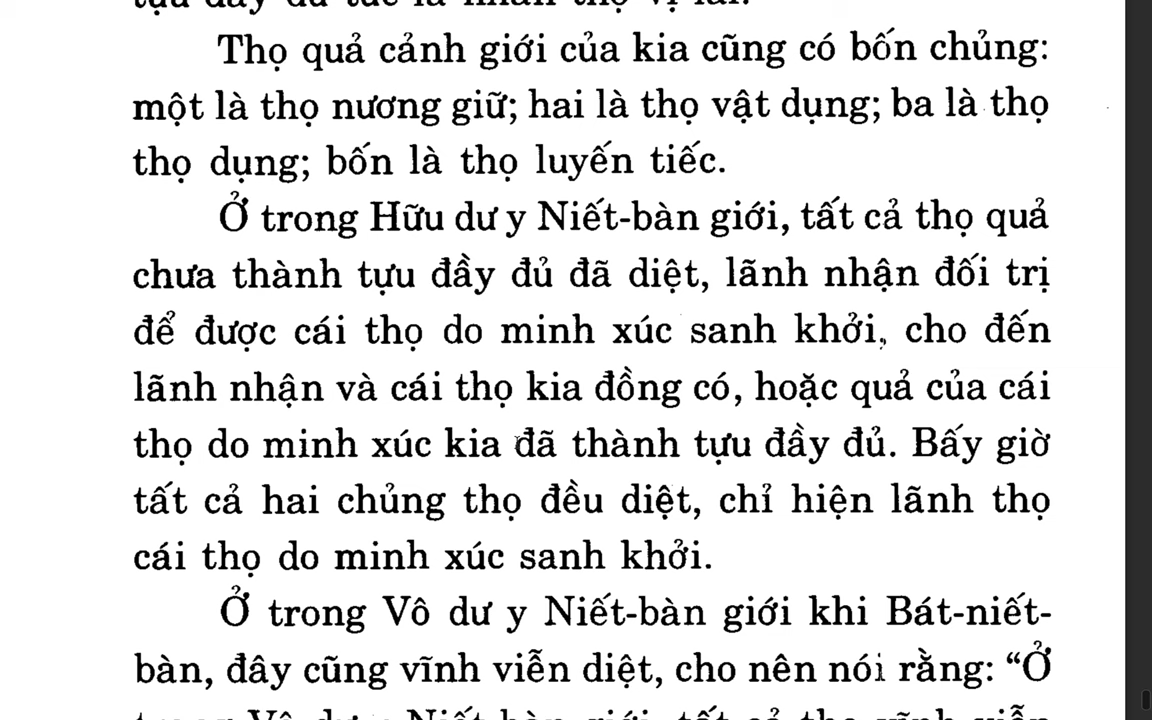 Thọ quả cảnh giới của kia cũng có bốn chủng:
một là thọ nương giữ; hai là thọ vật dụng; ba là thọ
thọ dụng; bốn là thọ luyến tiếc.
Ở trong Hữu dư y Niết-bàn giới, tất cả thọ quả
chưa thành tựu đầy đủ đã diệt, lãnh nhận đối trị
để được cái thọ do minh xúc sanh khởi, cho đến
lãnh nhận và cái thọ kia đồng có, hoặc quả của cái
thọ do minh xúc kia đã thành tựu đầy đủ. Bấy giờ
tất cả hai chủng thọ đều diệt, chỉ hiện lãnh thọ
cái thọ do minh xúc sanh khởi.
Ở trong Vô dư y Niết-bàn giới khi Bát-niết-
bàn, đây cũng vĩnh viễn diệt, cho nên nói rằng: “Ở